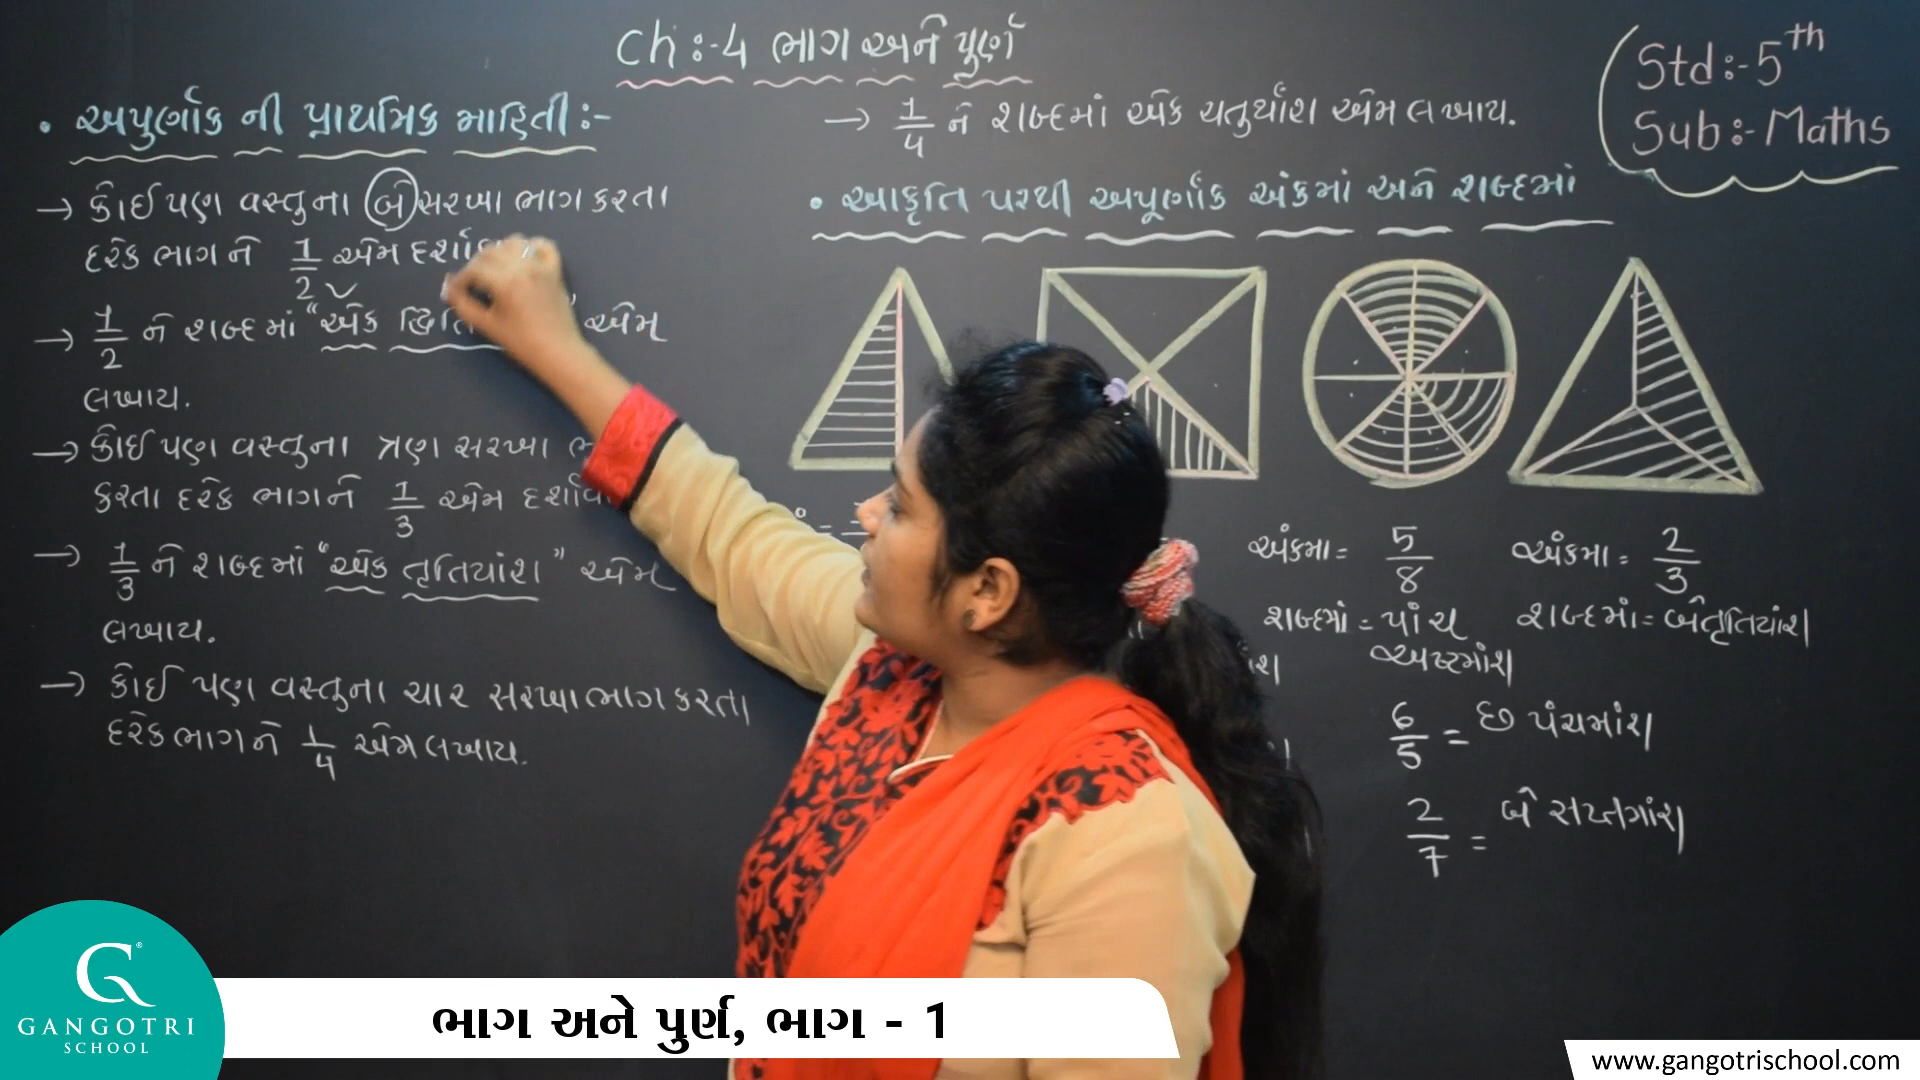 Ch:-4 ભાગ અને પુર્ણ
Std:-5th
Sub:-Maths
• અપુર્ણાંક ની પ્રાથમિક માહિતી:-
→ કોઈ પણ વસ્તુના બે સરખા ભાગ કરતા
દરેક ભાગને 1/2 એમ
→ 1/2 ને શબ્દમાં "એક એમ
લખાય.
→ કોઈ પણ વસ્તુના ત્રણ સરખા
કરતા દરેક ભાગને 1/3 એમ
→ 1/3 ને શબ્દમાં "એક તૃતિયાંશ" એમ
લખાય.
→ કોઈ પણ વસ્તુના ચાર સરખા ભાગ કરતા
દરેક ભાગને 1/4 એમ લખાય.
→ 1/4 ને શબ્દમાં એક ચતુર્થાંશ એમ લખાય.
• આકૃતિ પરથી અપૂર્ણાંક અંકમાં અને શબ્દમાં
અંકમા = 5/8 અંકમા = 2/3
શબ્દમાં = પાંચ શબ્દમાં = બેતૃતિયાંશ
અષ્ટમાંશ
6/5 = છ પંચમાંશ
2/7 = બે
GANGOTRI
SCHOOL
ભાગ અને પુર્ણ, ભાગ - 1
www.gangotrischool.com